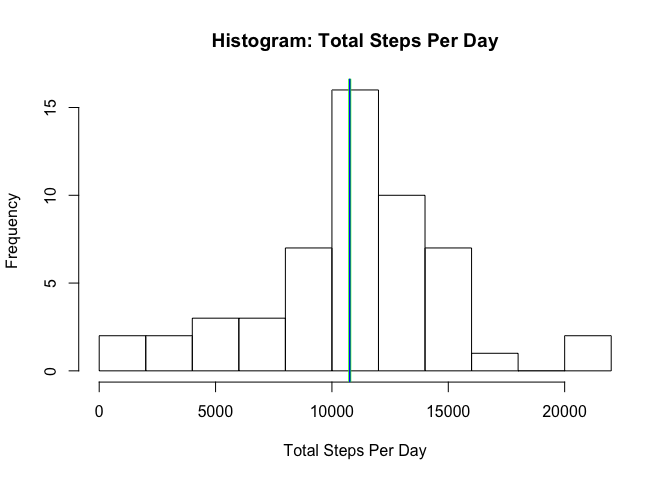 Histogram: Total Steps Per Day
Frequency
15
10
5
0
0 5000 10000 15000 20000
Total Steps Per Day